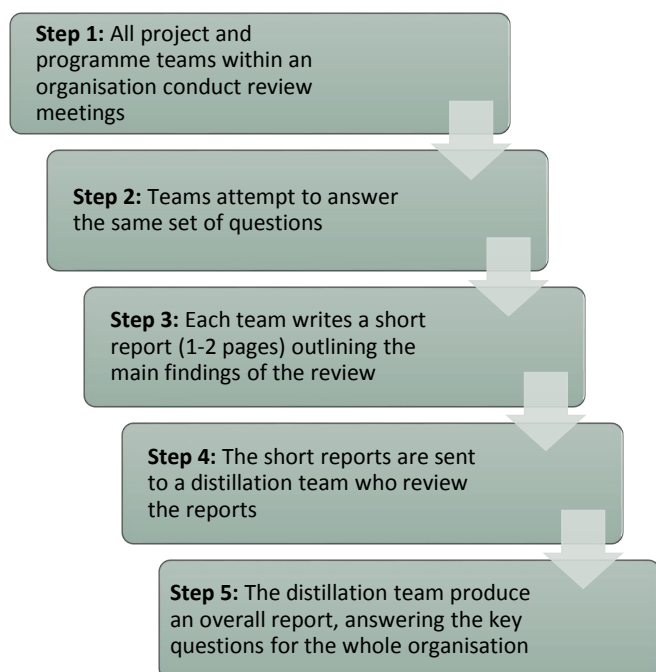 Step 1: All project and
programme teams within an
organisation conduct review
meetings
Step 2: Teams attempt to answer
the same set of questions
Step 3: Each team writes a short
report (1-2 pages) outlining the
main findings of the review
Step 4: The short reports are sent
to a distillation team who review
the reports
Step 5: The distillation team produce
an overall report, answering the key
questions for the whole organisation